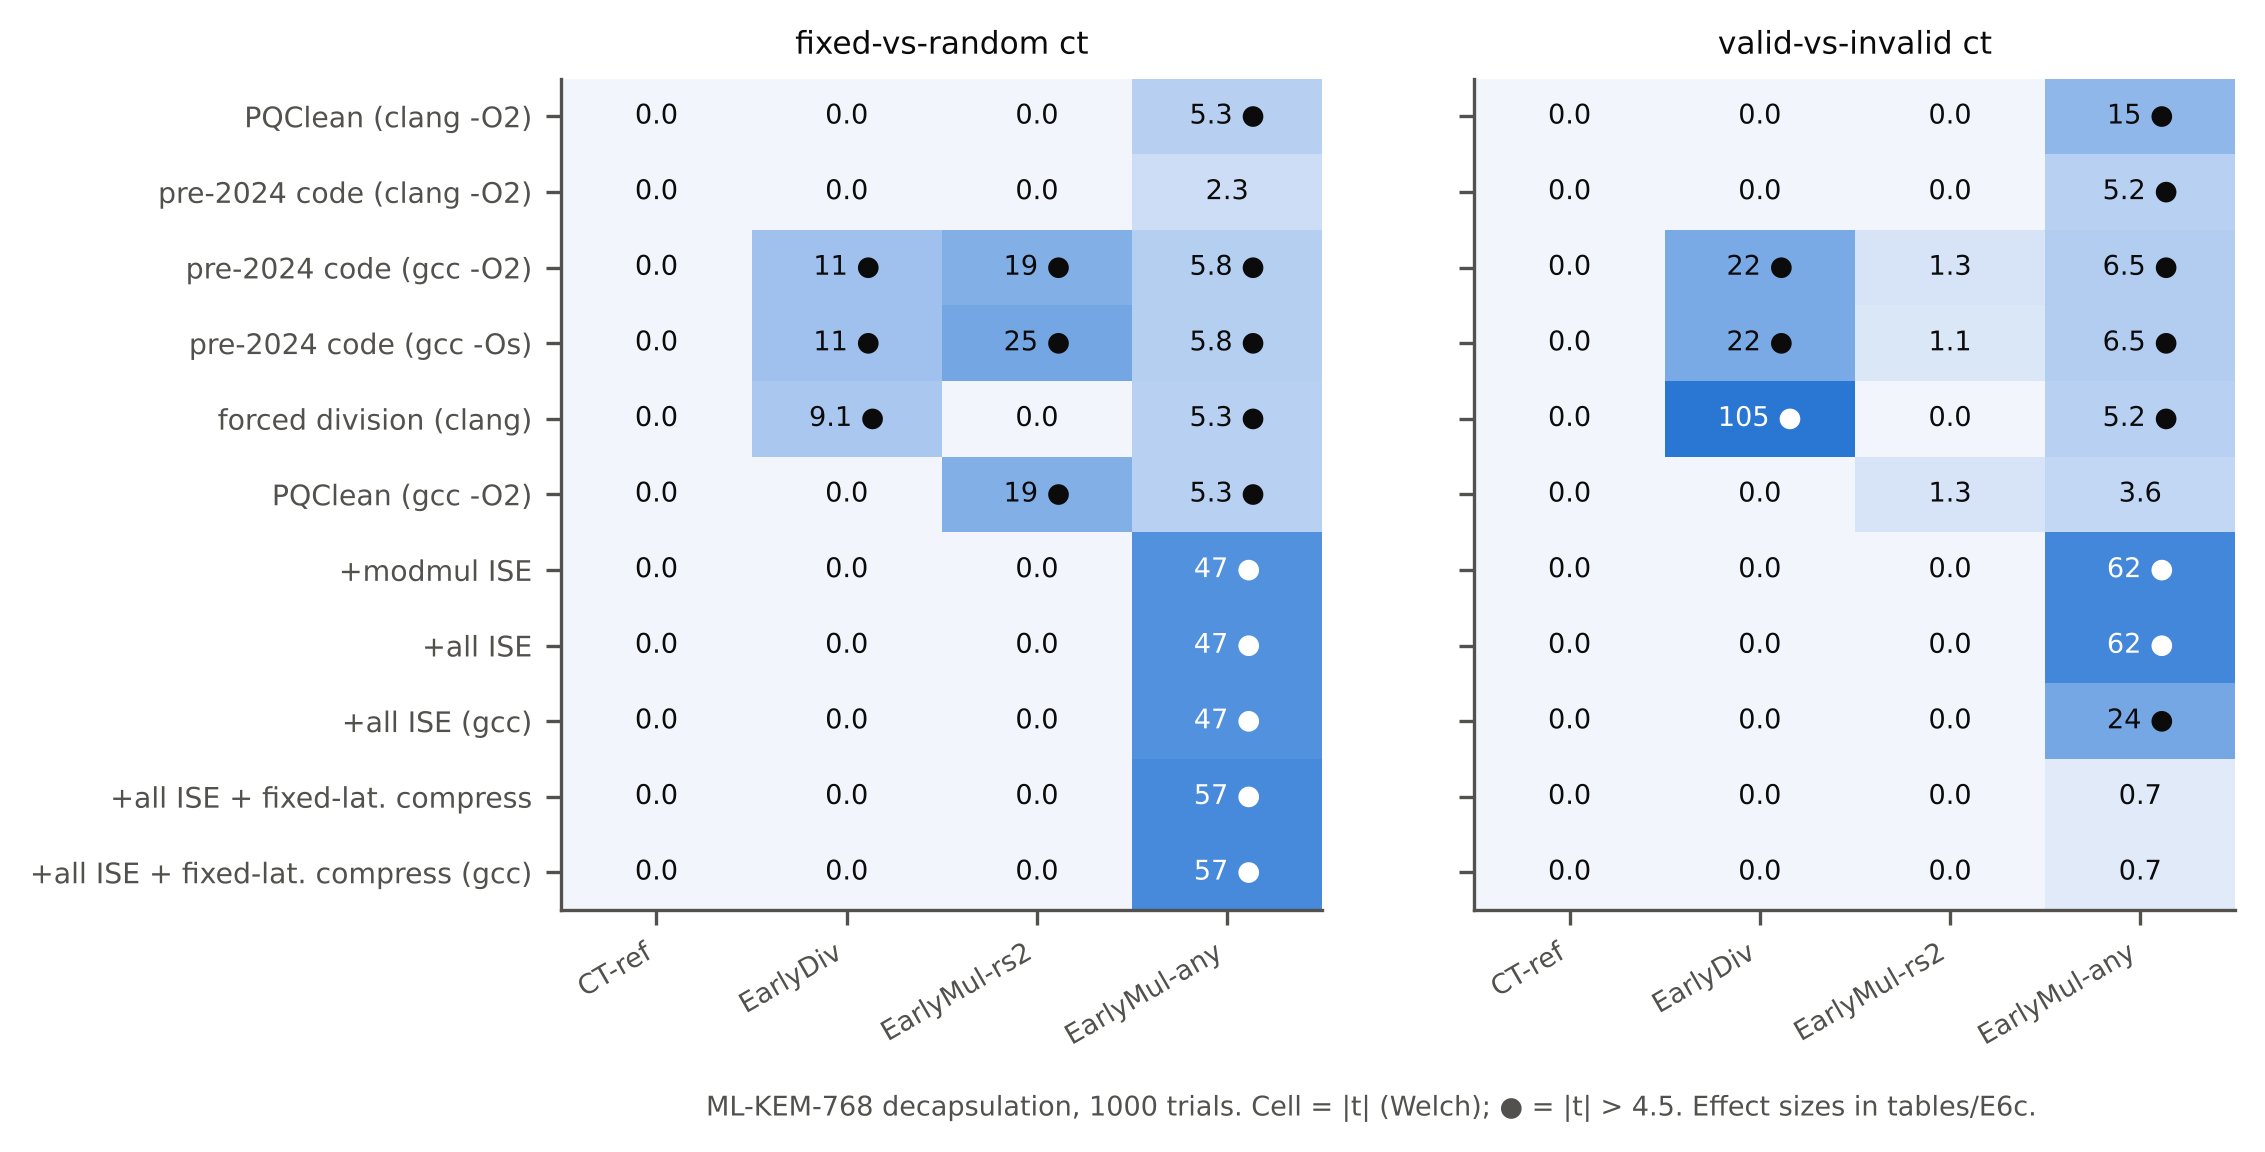 fixed-vs-random ct
valid-vs-invalid ct
PQClean (clang -O2) 0.0 0.0 0.0 5.3 ● 0.0 0.0 0.0 15 ●
pre-2024 code (clang -O2) 0.0 0.0 0.0 2.3 0.0 0.0 0.0 5.2 ●
pre-2024 code (gcc -O2) 0.0 11 ● 19 ● 5.8 ● 0.0 22 ● 1.3 6.5 ●
pre-2024 code (gcc -Os) 0.0 11 ● 25 ● 5.8 ● 0.0 22 ● 1.1 6.5 ●
forced division (clang) 0.0 9.1 ● 0.0 5.3 ● 0.0 105 ● 0.0 5.2 ●
PQClean (gcc -O2) 0.0 0.0 19 ● 5.3 ● 0.0 0.0 1.3 3.6
+modmul ISE 0.0 0.0 0.0 47 ● 0.0 0.0 0.0 62 ●
+all ISE 0.0 0.0 0.0 47 ● 0.0 0.0 0.0 62 ●
+all ISE (gcc) 0.0 0.0 0.0 47 ● 0.0 0.0 0.0 24 ●
+all ISE + fixed-lat. compress 0.0 0.0 0.0 57 ● 0.0 0.0 0.0 0.7
+all ISE + fixed-lat. compress (gcc) 0.0 0.0 0.0 57 ● 0.0 0.0 0.0 0.7
CT-ref EarlyDiv EarlyMul-rs2 EarlyMul-any CT-ref EarlyDiv EarlyMul-rs2 EarlyMul-any
ML-KEM-768 decapsulation, 1000 trials. Cell = |t| (Welch); ● = |t| > 4.5. Effect sizes in tables/E6c.